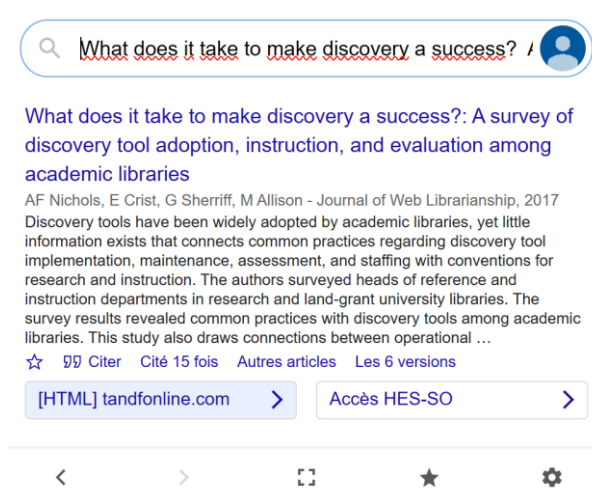 What does it take to make discovery a success?
What does it take to make discovery a success?: A survey of
discovery tool adoption, instruction, and evaluation among
academic libraries
AF Nichols, E Crist, G Sherriff, M Allison - Journal of Web Librarianship, 2017
Discovery tools have been widely adopted by academic libraries, yet little
information exists that connects common practices regarding discovery tool
implementation, maintenance, assessment, and staffing with conventions for
research and instruction. The authors surveyed heads of reference and
instruction departments in research and land-grant university libraries. The
survey results revealed common practices with discovery tools among academic
libraries. This study also draws connections between operational …
Citer Cité 15 fois Autres articles Les 6 versions
[HTML] tandfonline.com Accès HES-SO